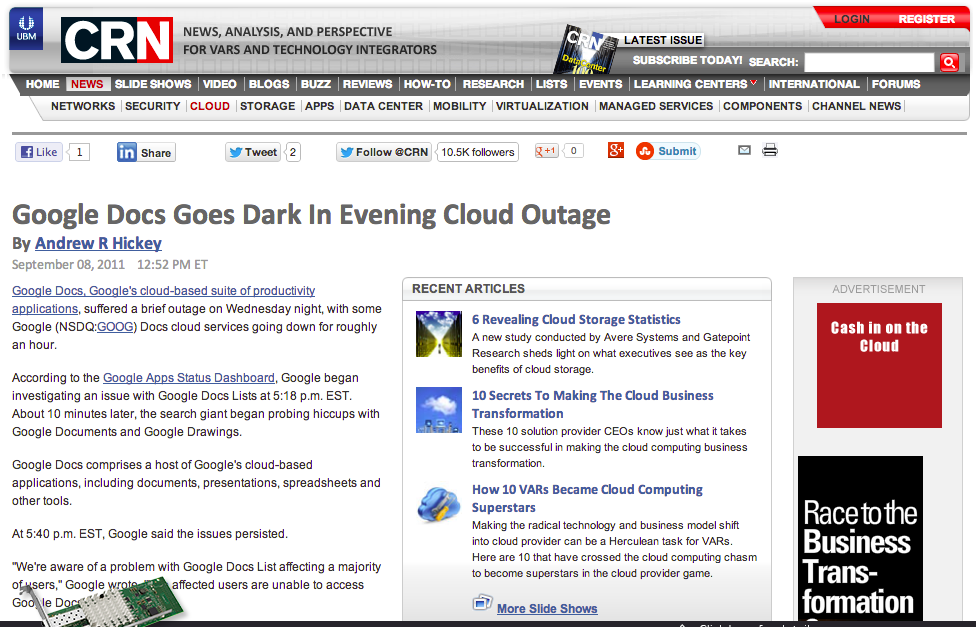 UBM
CRN
NEWS, ANALYSIS, AND PERSPECTIVE
FOR VARS AND TECHNOLOGY INTEGRATORS
CRN
DataCenter
LATEST ISSUE
SUBSCRIBE TODAY!
LOGIN REGISTER
SEARCH:
HOME NEWS SLIDE SHOWS VIDEO BLOGS BUZZ REVIEWS HOW-TO RESEARCH LISTS EVENTS LEARNING CENTERS INTERNATIONAL FORUMS
NETWORKS SECURITY CLOUD STORAGE APPS DATA CENTER MOBILITY VIRTUALIZATION MANAGED SERVICES COMPONENTS CHANNEL NEWS
Like 1 Share Tweet 2 Follow @CRN 10.5K followers g +1 0 g+ Submit
Google Docs Goes Dark In Evening Cloud Outage
By Andrew R Hickey
September 08, 2011 12:52 PM ET
Google Docs, Google's cloud-based suite of productivity
applications, suffered a brief outage on Wednesday night, with some
Google (NSDQ:GOOG) Docs cloud services going down for roughly
an hour.
According to the Google Apps Status Dashboard, Google began
investigating an issue with Google Docs Lists at 5:18 p.m. EST.
About 10 minutes later, the search giant began probing hiccups with
Google Documents and Google Drawings.
Google Docs comprises a host of Google's cloud-based
applications, including documents, presentations, spreadsheets and
other tools.
At 5:40 p.m. EST, Google said the issues persisted.
"We're aware of a problem with Google Docs List affecting a majority
of users," Google wrote. affected users are unable to access
Google Docs
RECENT ARTICLES
6 Revealing Cloud Storage Statistics
A new study conducted by Avere Systems and Gatepoint
Research sheds light on what executives see as the key
benefits of cloud storage.
10 Secrets To Making The Cloud Business
Transformation
These 10 solution provider CEOs know just what it takes
to be successful in making the cloud computing business
transformation.
How 10 VARs Became Cloud Computing
Superstars
Making the radical technology and business model shift
into cloud provider can be a Herculean task for VARs.
Here are 10 that have crossed the cloud computing chasm
to become superstars in the cloud provider game.
More Slide Shows
ADVERTISEMENT
Cash in on the
Cloud
Race to the
Business
Trans-
formation